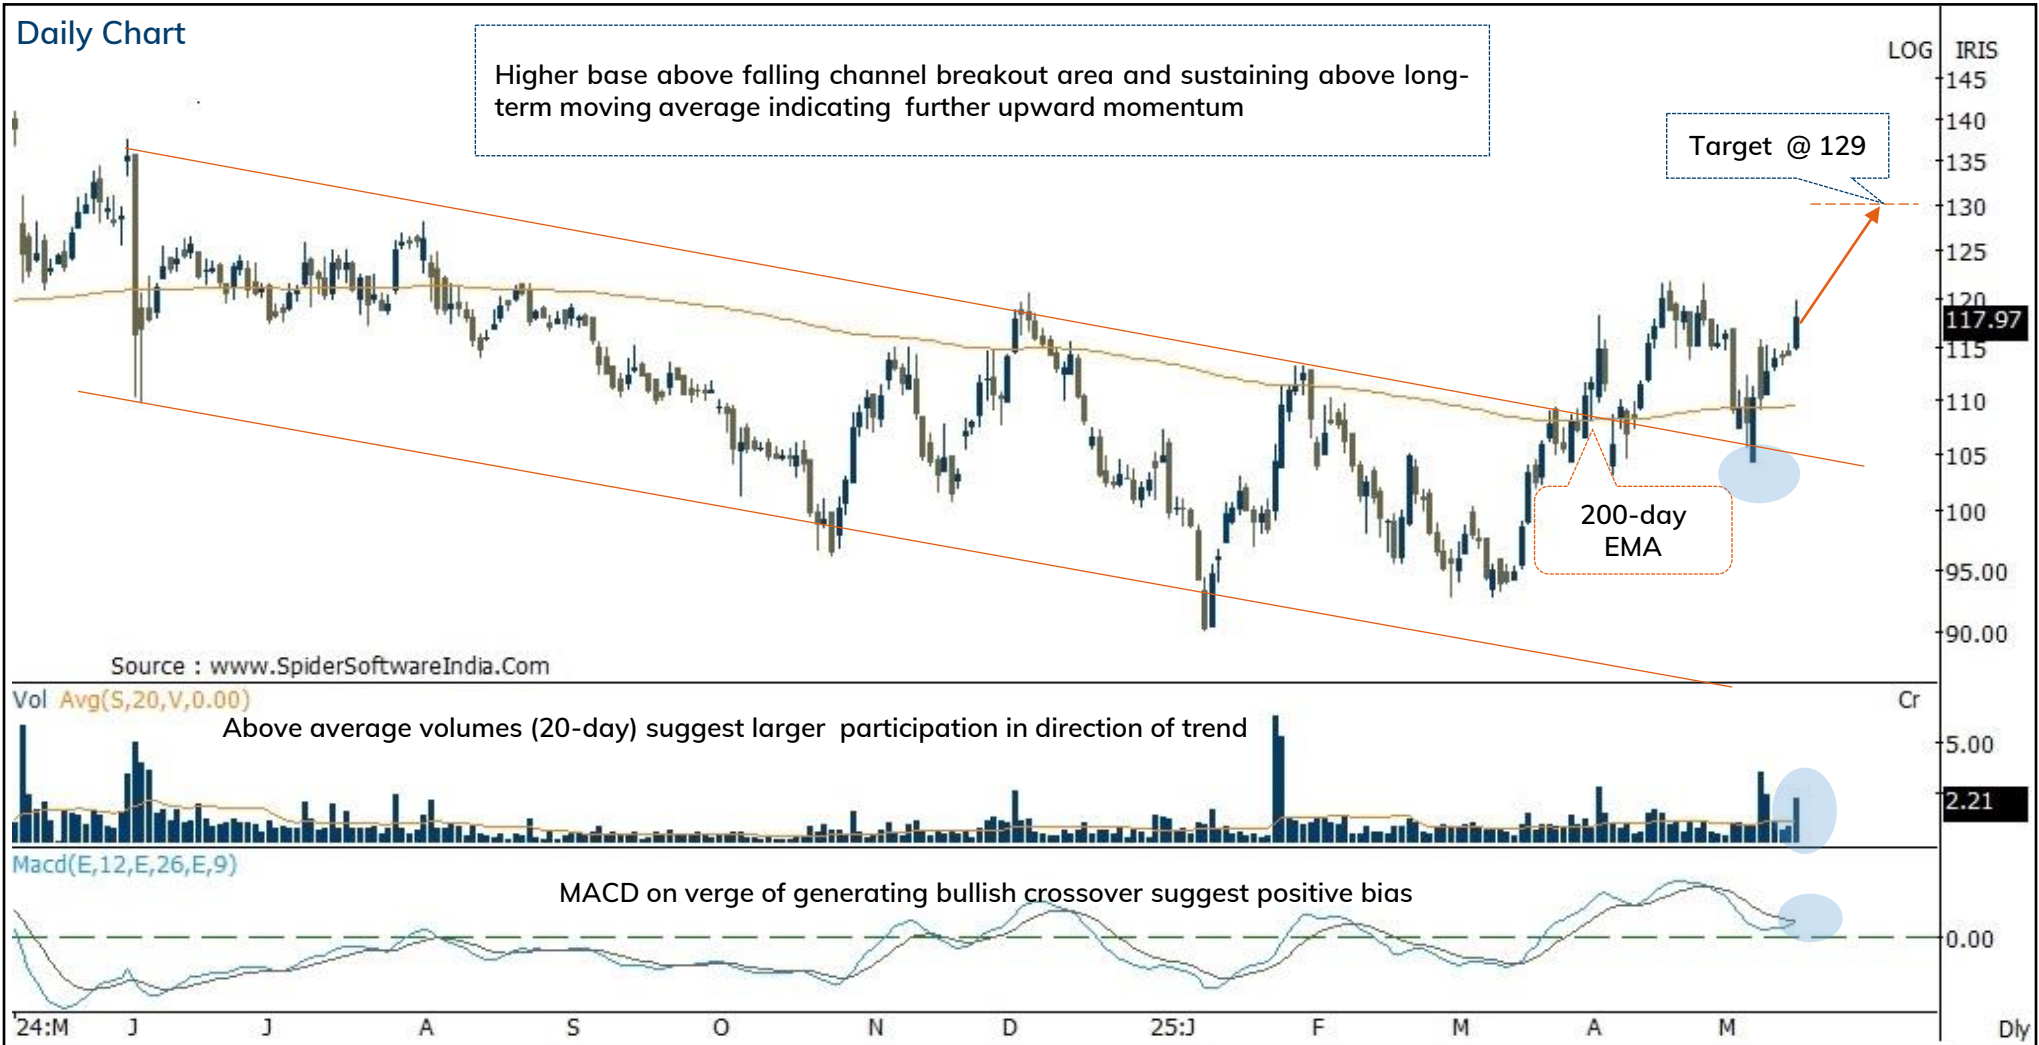 Daily Chart
Higher base above falling channel breakout area and sustaining above long-
term moving average indicating further upward momentum
LOG
IRIS
145
140
Target @ 129
135
130
125
120
117.97
115
110
105
200-day
EMA
100
95.00
90.00
Source : www.SpiderSoftwareIndia.Com
Vol Avg(S,20,V,0.00)
Cr
Above average volumes (20-day) suggest larger participation in direction of trend
5.00
2.21
Macd(E,12,E,26,E,9)
MACD on verge of generating bullish crossover suggest positive bias
0.00
'24:M J J A S O N D 25:J F M A M Dly